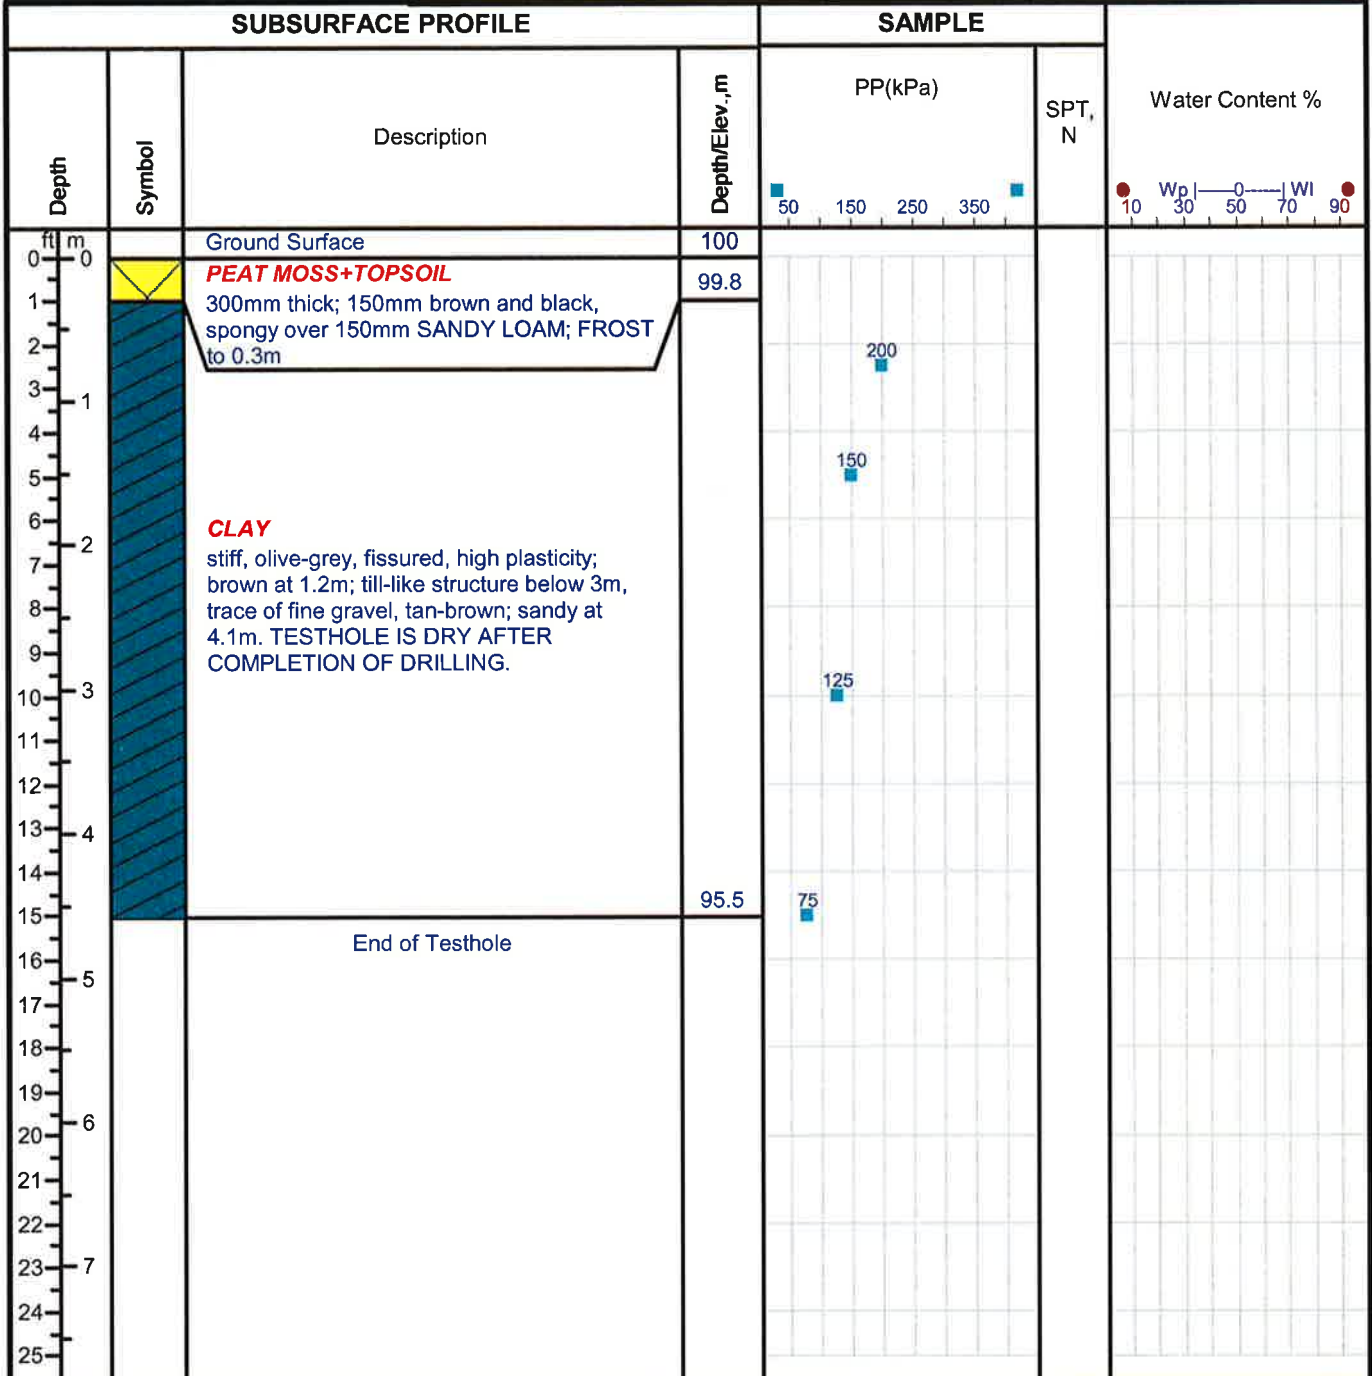 SUBSURFACE PROFILE
SAMPLE
Depth
Symbol
Description
Depth/Elev.,m
PP(kPa)
50 150 250 350
SPT,
N
Water Content %
Wp |——0-----| Wl
10 30 50 70 90
ft m
Ground Surface 100
PEAT MOSS+TOPSOIL
300mm thick; 150mm brown and black,
spongy over 150mm SANDY LOAM; FROST
to 0.3m
99.8
CLAY
stiff, olive-grey, fissured, high plasticity;
brown at 1.2m; till-like structure below 3m,
trace of fine gravel, tan-brown; sandy at
4.1m. TESTHOLE IS DRY AFTER
COMPLETION OF DRILLING.
95.5
End of Testhole
200
150
125
75
0 0
1
2
3
1
4
5
6
2
7
8
9
3
10
11
12
13
4
14
15
16
5
17
18
19
6
20
21
22
23 7
24
25